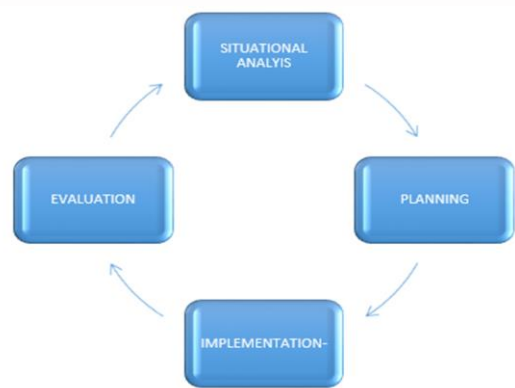 SITUATIONAL
ANALYIS
PLANNING
IMPLEMENTATION-
EVALUATION